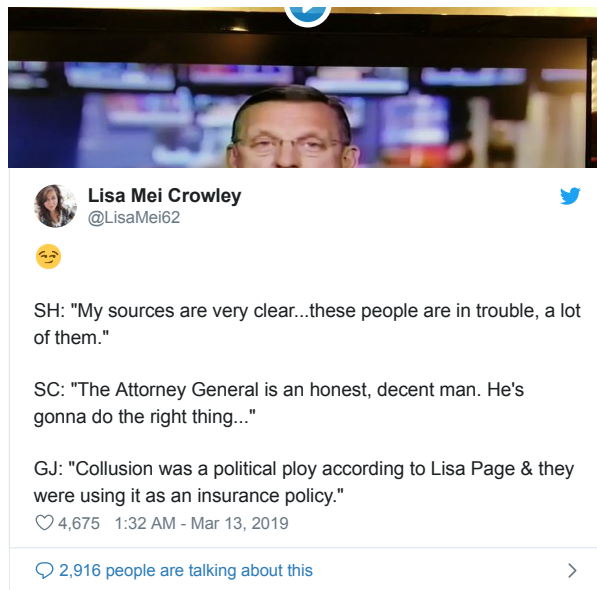 Lisa Mei Crowley
@LisaMei62
😏
SH: "My sources are very clear...these people are in trouble, a lot
of them."
SC: "The Attorney General is an honest, decent man. He's
gonna do the right thing..."
GJ: "Collusion was a political ploy according to Lisa Page & they
were using it as an insurance policy."
4,675 1:32 AM - Mar 13, 2019
2,916 people are talking about this